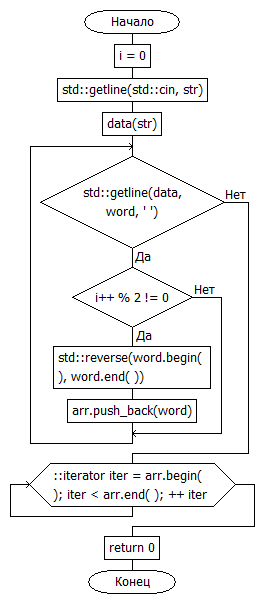 Начало
i = 0
std::getline(std::cin, str)
data(str)
std::getline(data,
word, ' ')
Нет
Да
i++ % 2 != 0
Нет
Да
std::reverse(word.begin(
), word.end( ))
arr.push_back(word)
::iterator iter = arr.begin(
); iter < arr.end( ); ++ iter
return 0
Конец